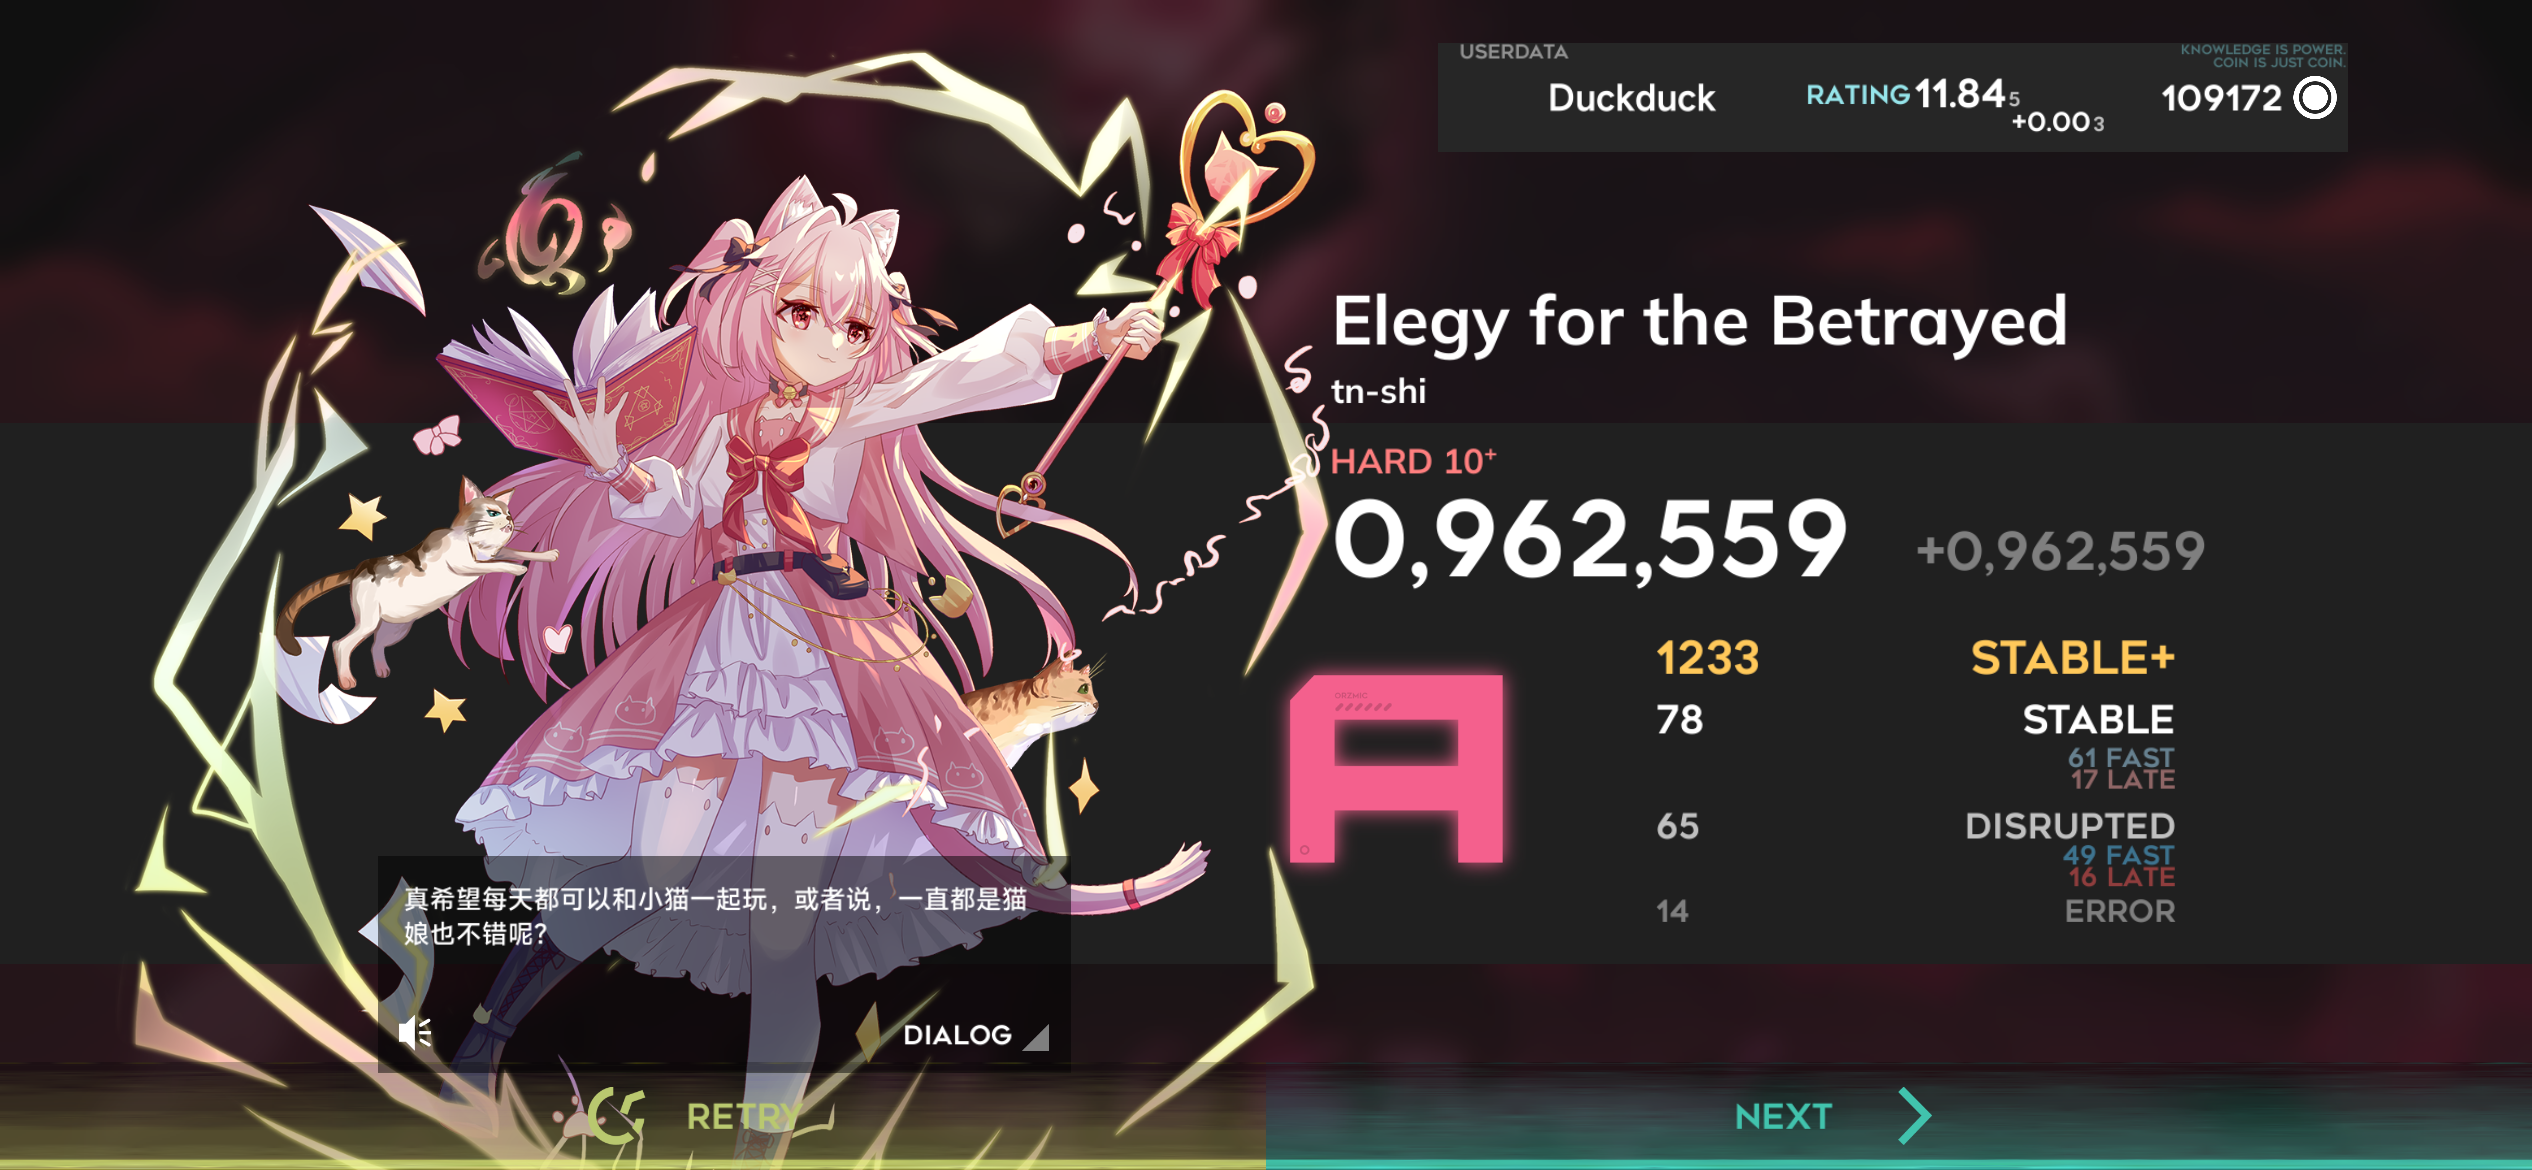 USERDATA
KNOWLEDGE IS POWER.
COIN IS JUST COIN.
Duckduck
RATING 11.845
+0.003
109172
Elegy for the Betrayed
tn-shi
HARD 10+
0,962,559
+0,962,559
ORZMIC
1233 STABLE+
78 STABLE
61 FAST
17 LATE
65 DISRUPTED
49 FAST
16 LATE
14 ERROR
真希望每天都可以和小猫一起玩，或者说，一直都是猫
娘也不错呢?
DIALOG
RETRY
NEXT